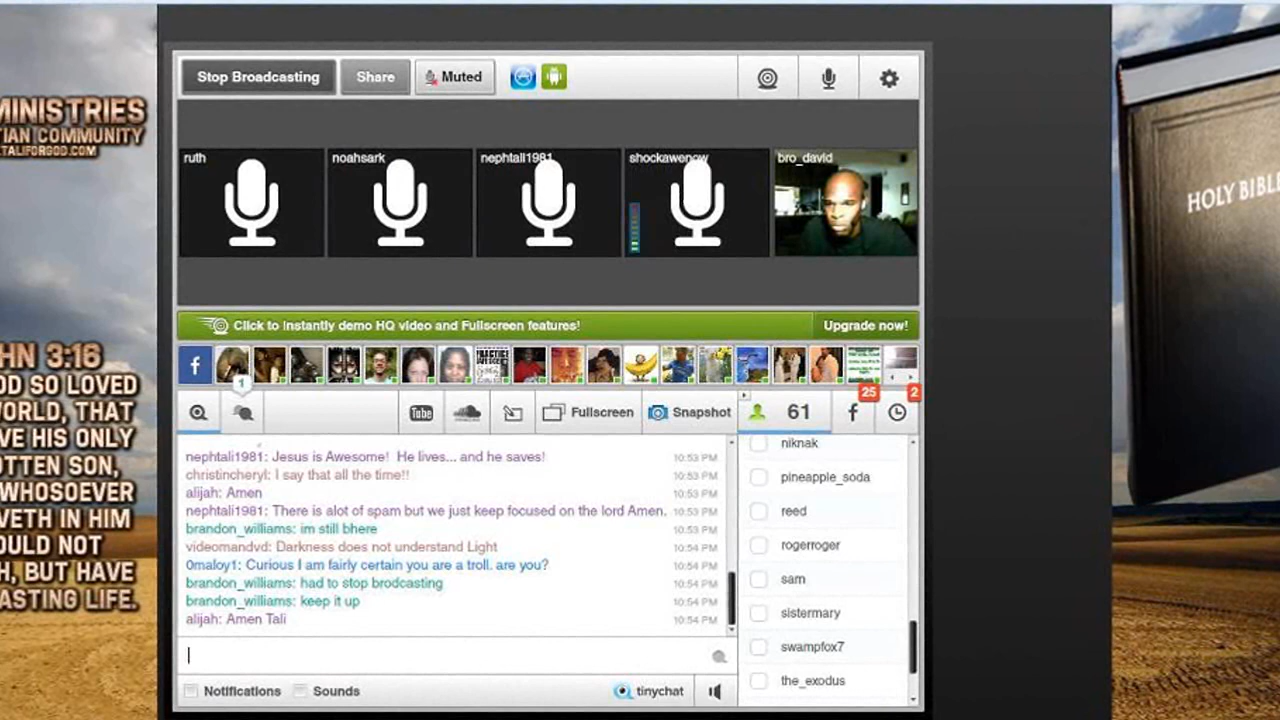 MINISTRIES
TIAN COMMUNITY
TALIFORGOD.COM
HN 3:16
OD SO LOVED
WORLD, THAT
VE HIS ONLY
OTTEN SON,
WHOSOEVER
VETH IN HIM
OULD NOT
H, BUT HAVE
ASTING LIFE.
Stop Broadcasting Share Muted
ruth noahsark nephtali1981 shockawenow bro_david
HOLY BIBLE
Click to instantly demo HQ video and Fullscreen features! Upgrade now!
f
1
Tube Fullscreen Snapshot 61 f 25 2
nephtali1981: Jesus is Awesome! He lives... and he saves! 10:53 PM
christincheryl: I say that all the time!! 10:53 PM
alijah: Amen 10:53 PM
nephtali1981: There is alot of spam but we just keep focused on the lord Amen. 10:53 PM
brandon_williams: im still bhere 10:53 PM
videomandvd: Darkness does not understand Light 10:54 PM
0maloy1: Curious I am fairly certain you are a troll. are you? 10:54 PM
brandon_williams: had to stop brodcasting 10:54 PM
brandon_williams: keep it up 10:54 PM
alijah: Amen Tali 10:54 PM
niknak
pineapple_soda
reed
rogerroger
sam
sistermary
swampfox7
the_exodus
Notifications Sounds tinychat